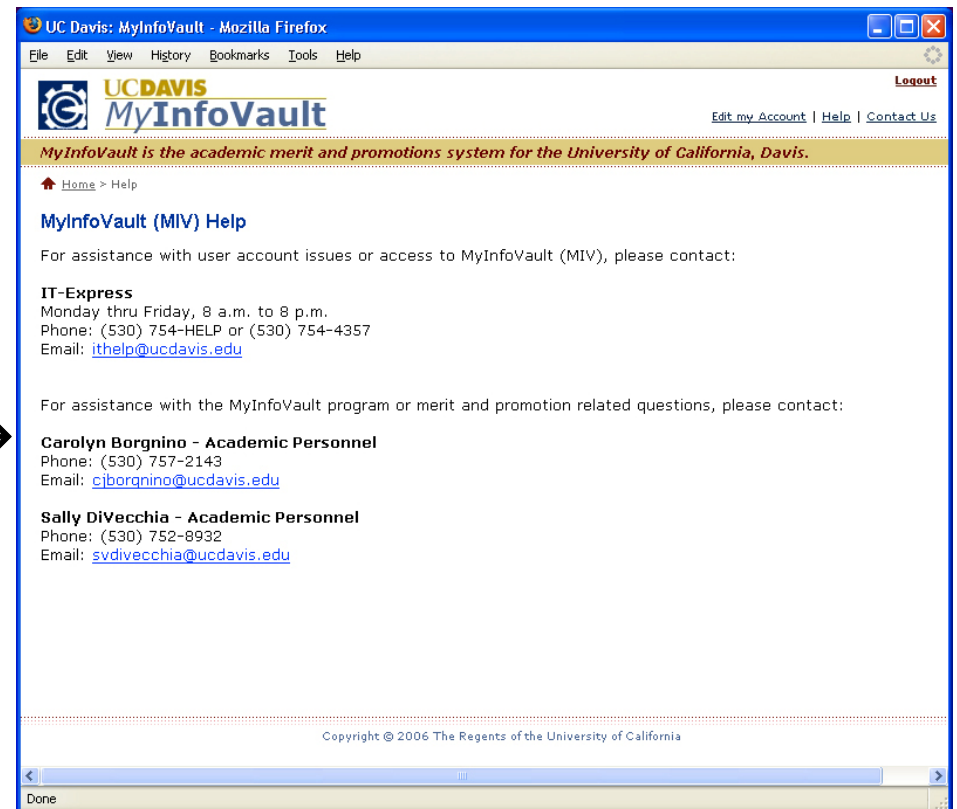 UC Davis: MyInfoVault - Mozilla Firefox
File Edit View History Bookmarks Tools Help
Logout
UCDAVIS
MyInfoVault
Edit my Account | Help | Contact Us
MyInfoVault is the academic merit and promotions system for the University of California, Davis.
Home > Help
MyInfoVault (MIV) Help
For assistance with user account issues or access to MyInfoVault (MIV), please contact:
IT-Express
Monday thru Friday, 8 a.m. to 8 p.m.
Phone: (530) 754-HELP or (530) 754-4357
Email: ithelp@ucdavis.edu
For assistance with the MyInfoVault program or merit and promotion related questions, please contact:
Carolyn Borgnino - Academic Personnel
Phone: (530) 757-2143
Email: cjborgnino@ucdavis.edu
Sally DiVecchia - Academic Personnel
Phone: (530) 752-8932
Email: svdivecchia@ucdavis.edu
Copyright © 2006 The Regents of the University of California
Done